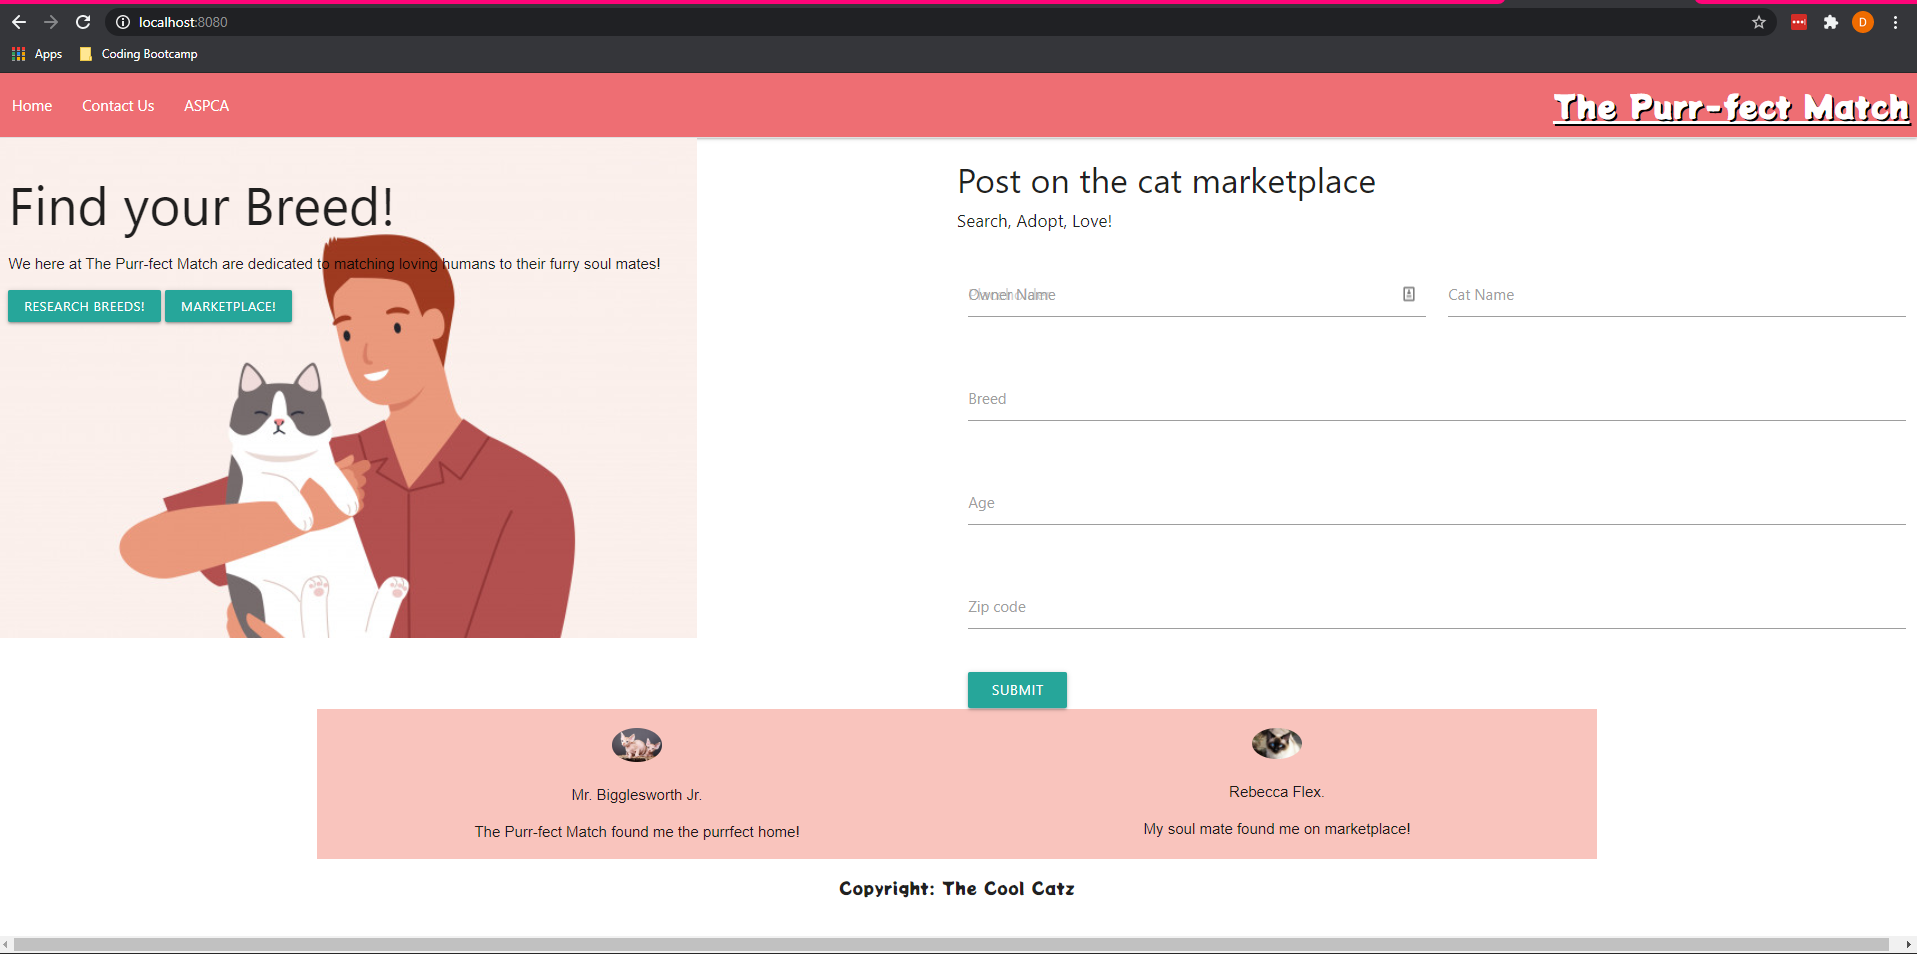 localhost:8080
Apps
Coding Bootcamp
D
Home
Contact Us
ASPCA
The Purr-fect Match
Find your Breed!
We here at The Purr-fect Match are dedicated to matching loving humans to their furry soul mates!
RESEARCH BREEDS!
MARKETPLACE!
Post on the cat marketplace
Search, Adopt, Love!
Placeholder
Owner Name
Cat Name
Breed
Age
Zip code
SUBMIT
Mr. Bigglesworth Jr.
The Purr-fect Match found me the purrfect home!
Rebecca Flex.
My soul mate found me on marketplace!
Copyright: The Cool Catz